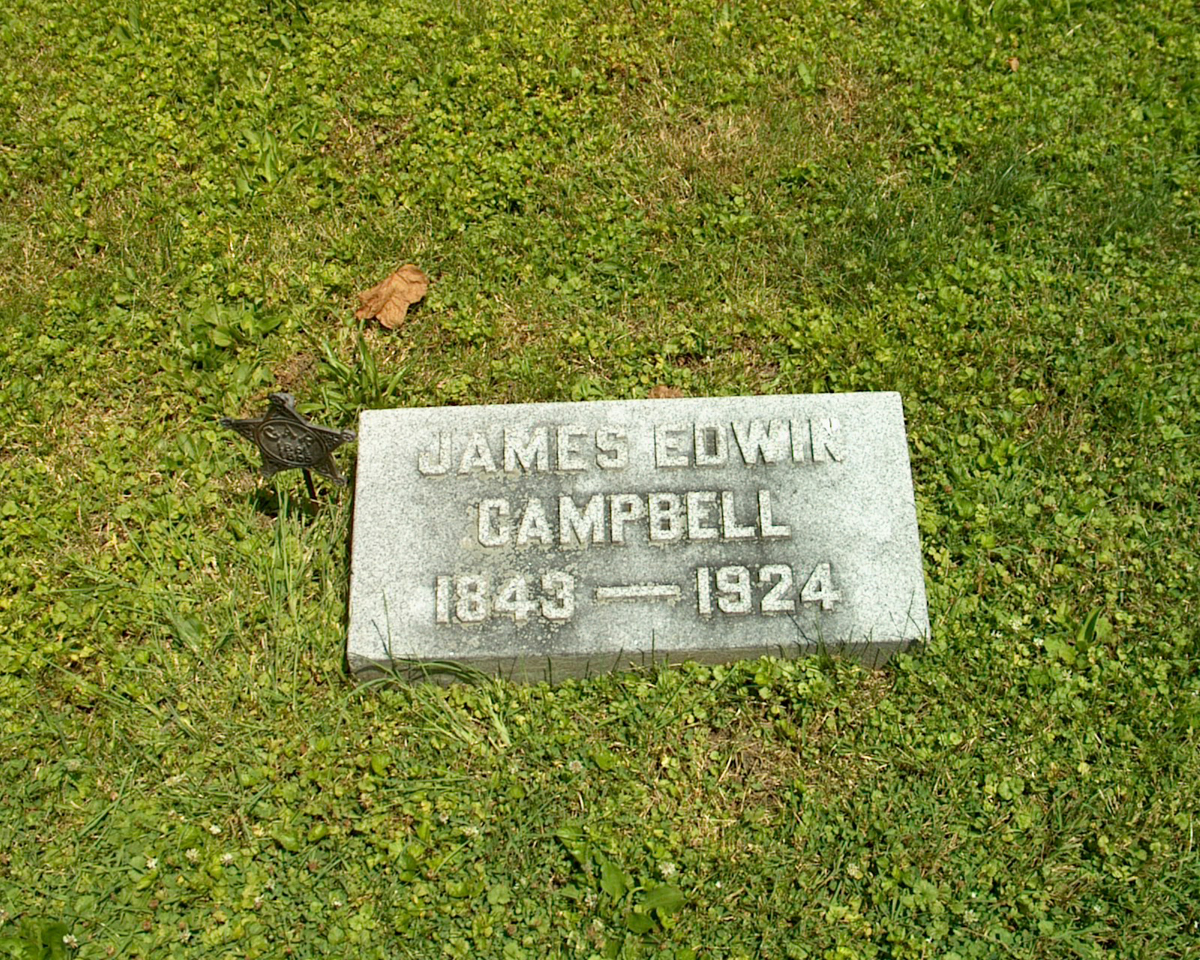 JAMES EDWIN
CAMPBELL
1843 — 1924